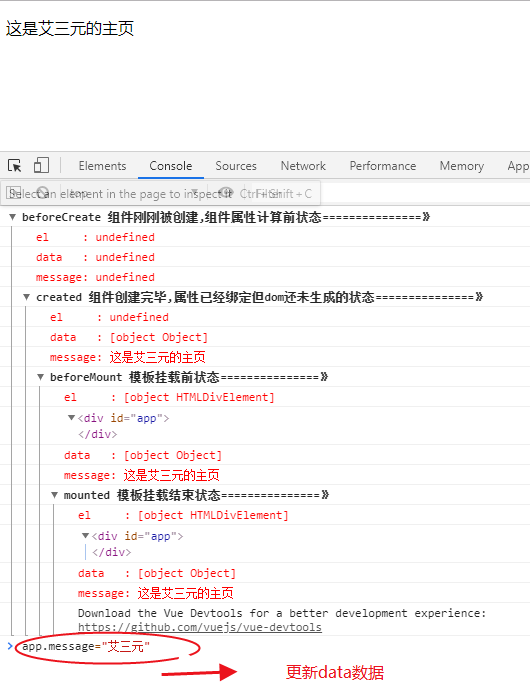 这是艾三元的主页
Elements Console Sources Network Performance Memory App
Select an element in the page to inspect it Ctrl+Shift+C
beforeCreate 组件刚刚被创建,组件属性计算前状态===============》
el : undefined
data : undefined
message: undefined
created 组件创建完毕,属性已经绑定但dom还未生成的状态===============》
el : undefined
data : [object Object]
message: 这是艾三元的主页
beforeMount 模板挂载前状态===============》
el : [object HTMLDivElement]
<div id="app">
</div>
data : [object Object]
message: 这是艾三元的主页
mounted 模板挂载结束状态===============》
el : [object HTMLDivElement]
<div id="app">
</div>
data : [object Object]
message: 这是艾三元的主页
Download the Vue Devtools for a better development experience:
https://github.com/vuejs/vue-devtools
app.message="艾三元"
更新data数据